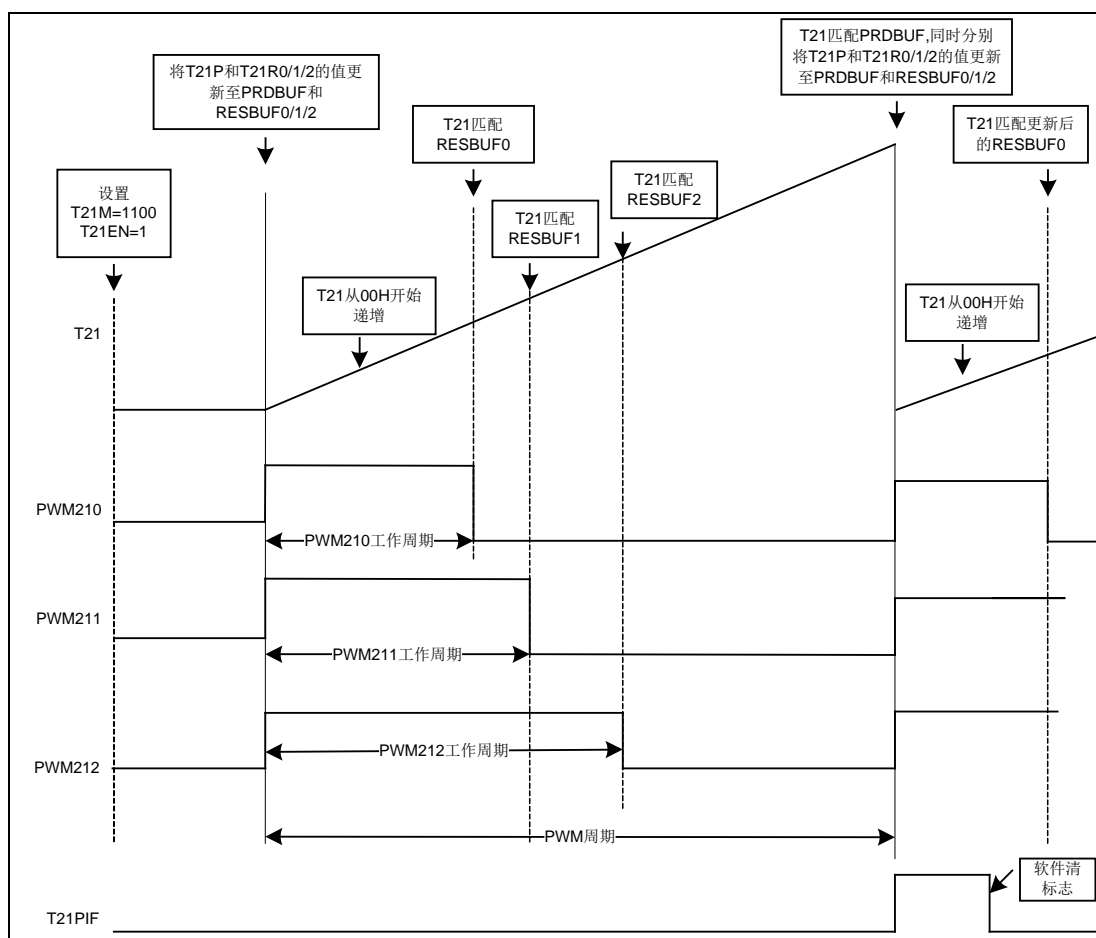 将T21P和T21R0/1/2的值更
新至PRDBUF和
RESBUF0/1/2
T21匹配PRDBUF,同时分别
将T21P和T21R0/1/2的值更新
至PRDBUF和RESBUF0/1/2
T21匹配
RESBUF0
T21匹配更新后
的RESBUF0
设置
T21M=1100
T21EN=1
T21匹配
RESBUF2
T21匹配
RESBUF1
T21从00H开始
递增
T21从00H开始
递增
T21
PWM210
PWM210工作周期
PWM211
PWM211工作周期
PWM212工作周期
PWM212
PWM周期
软件清
标志
T21PIF